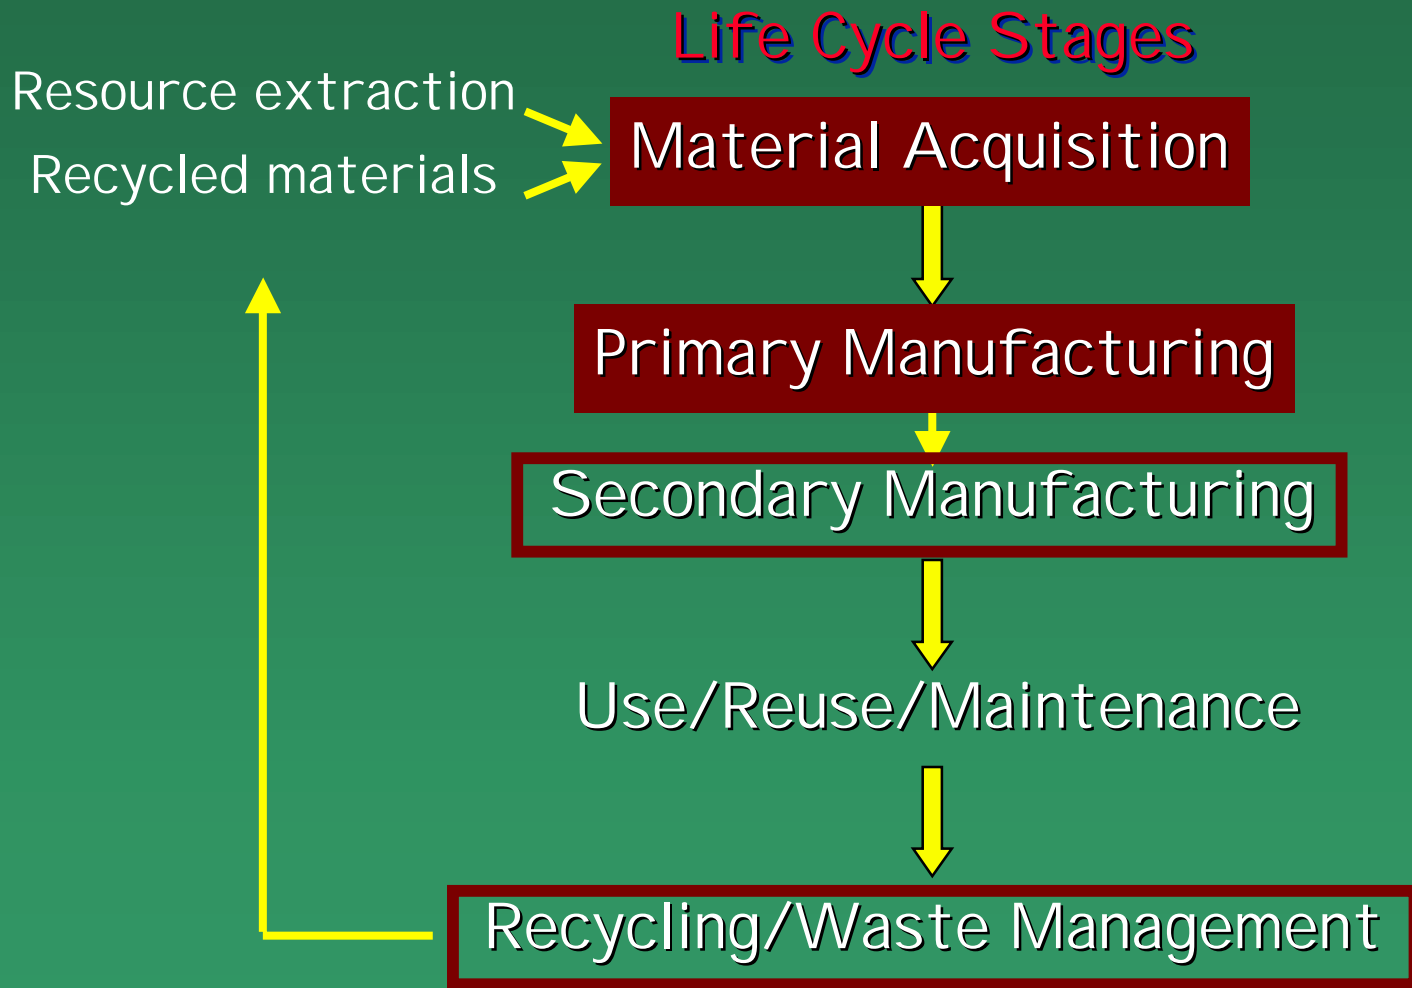 Life Cycle Stages
Resource extraction
Recycled materials
Material Acquisition
Primary Manufacturing
Secondary Manufacturing
Use/Reuse/Maintenance
Recycling/Waste Management